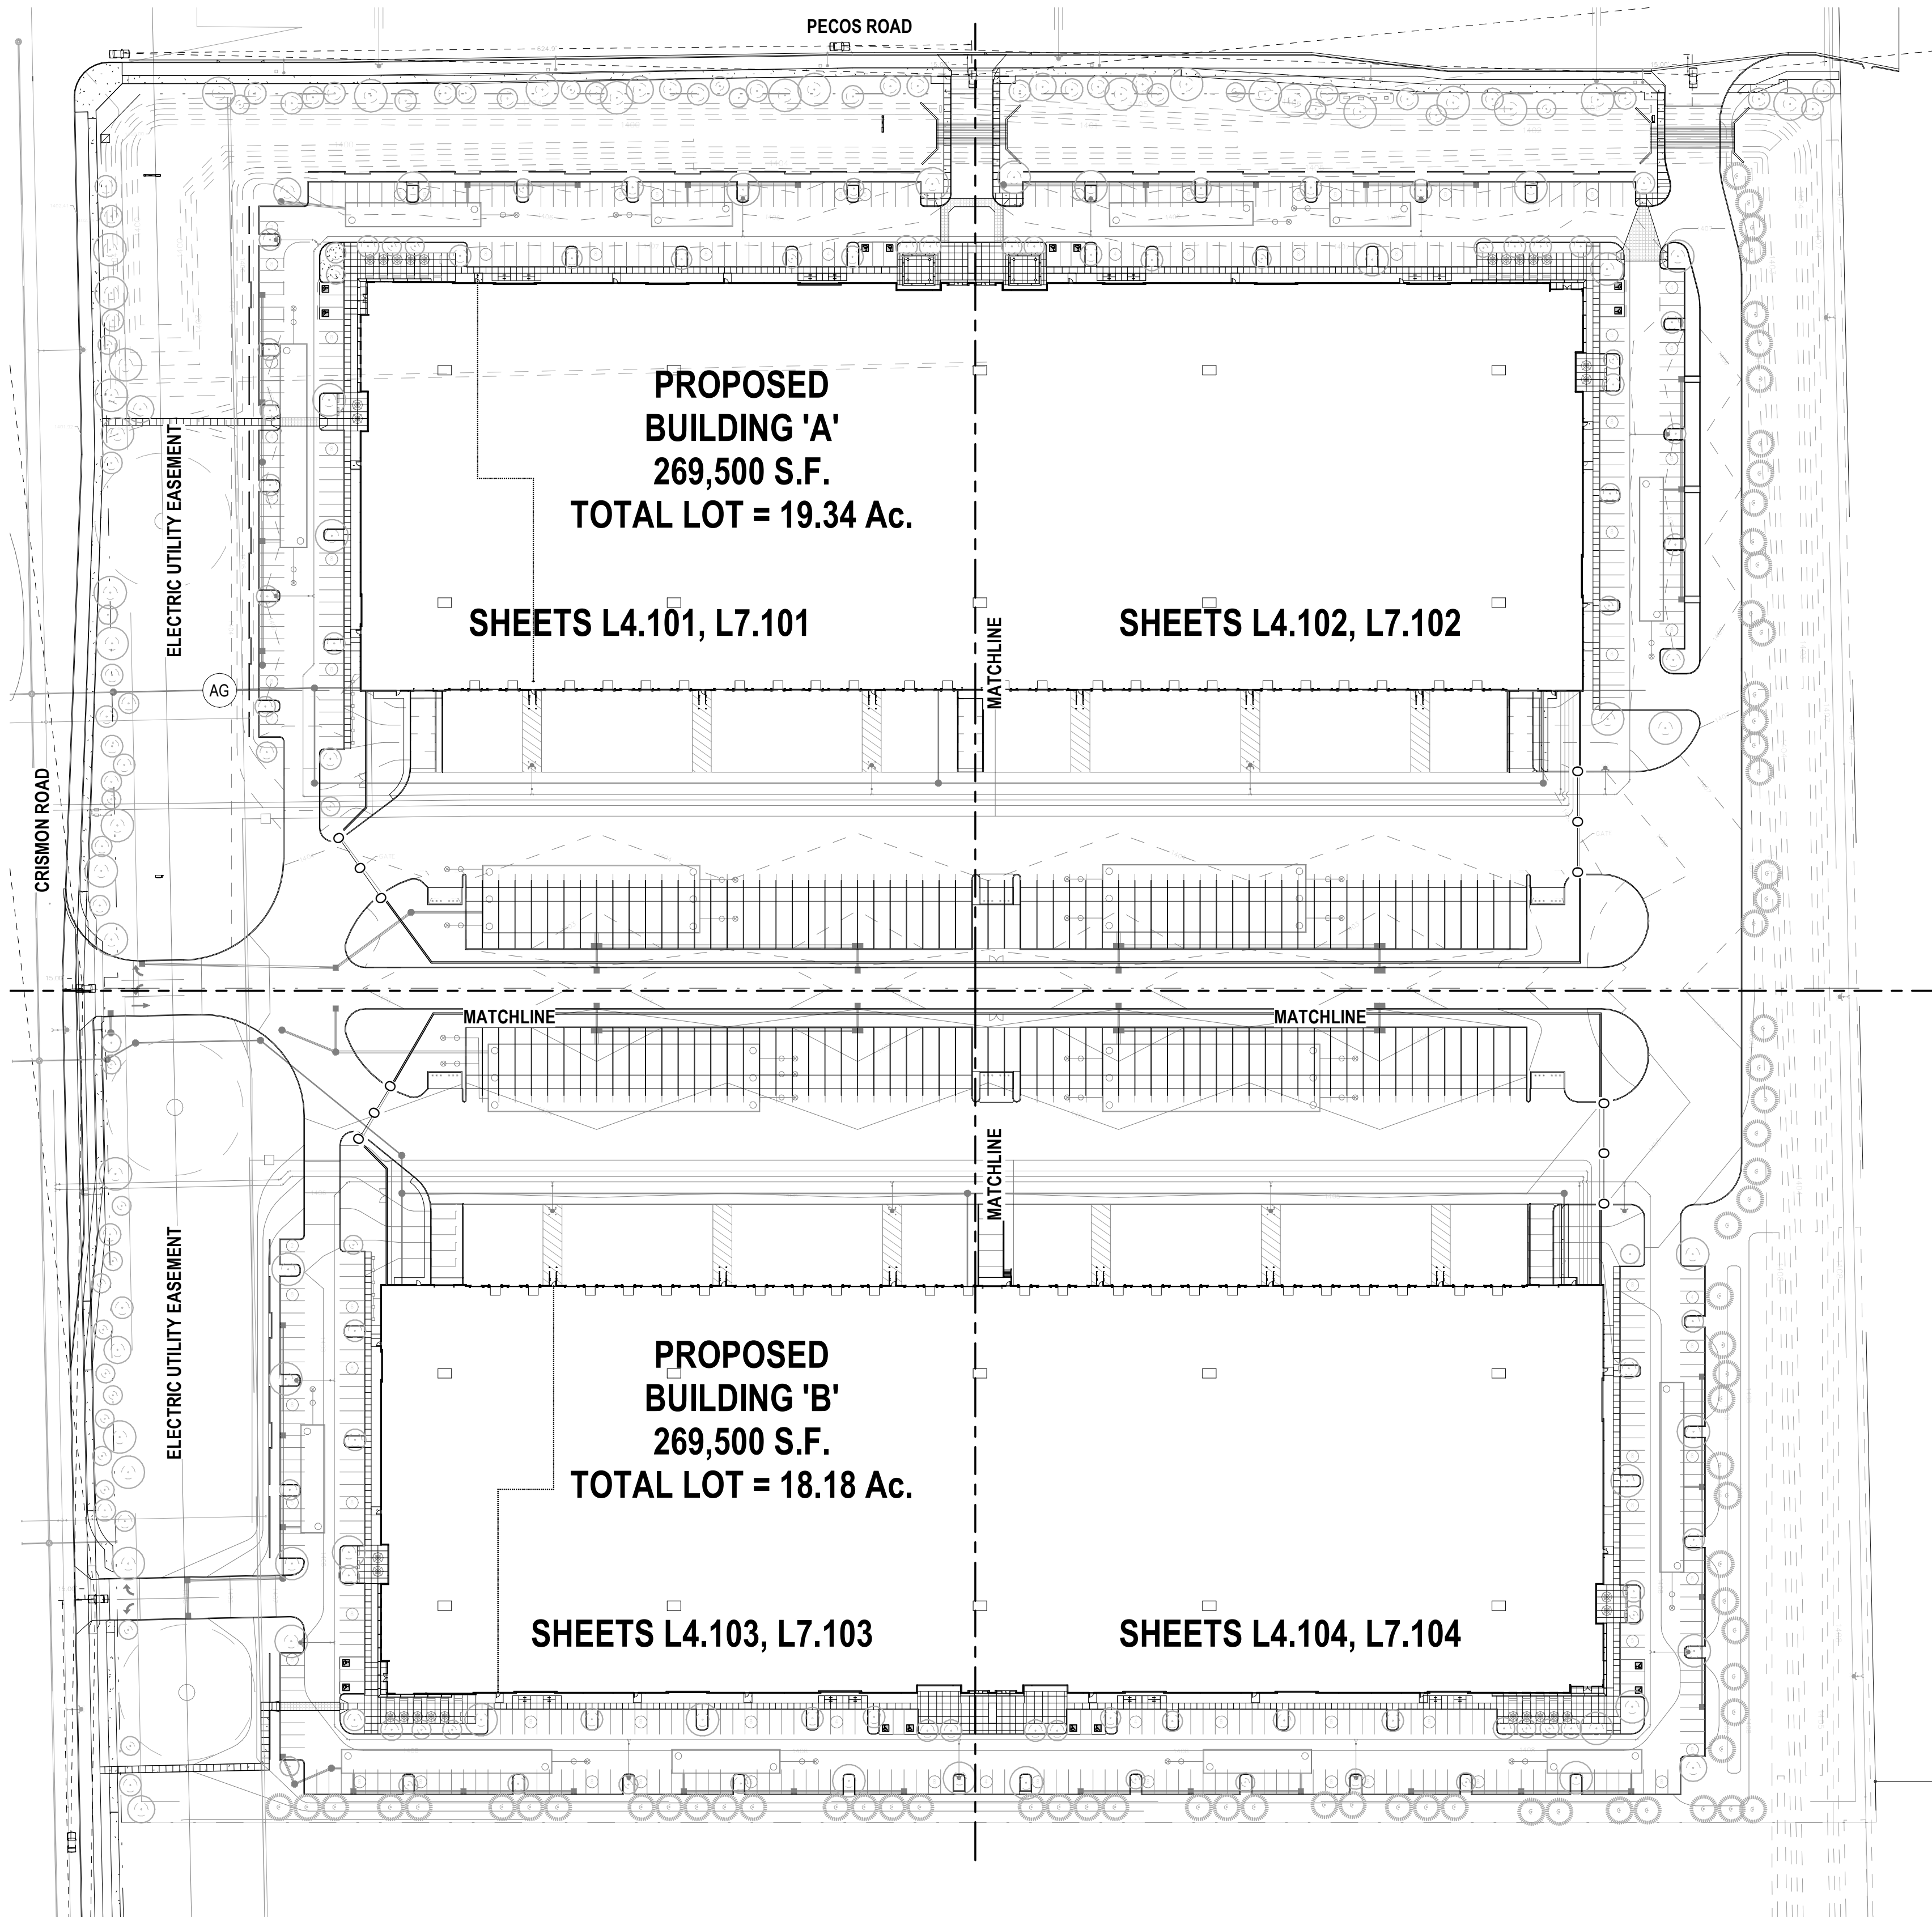 PECOS ROAD
PROPOSED
BUILDING 'A'
269,500 S.F.
TOTAL LOT = 19.34 Ac.
ELECTRIC UTILITY EASEMENT
SHEETS L4.101, L7.101
SHEETS L4.102, L7.102
MATCHLINE
AG
CRISMON ROAD
MATCHLINE
MATCHLINE
MATCHLINE
ELECTRIC UTILITY EASEMENT
PROPOSED
BUILDING 'B'
269,500 S.F.
TOTAL LOT = 18.18 Ac.
SHEETS L4.103, L7.103
SHEETS L4.104, L7.104